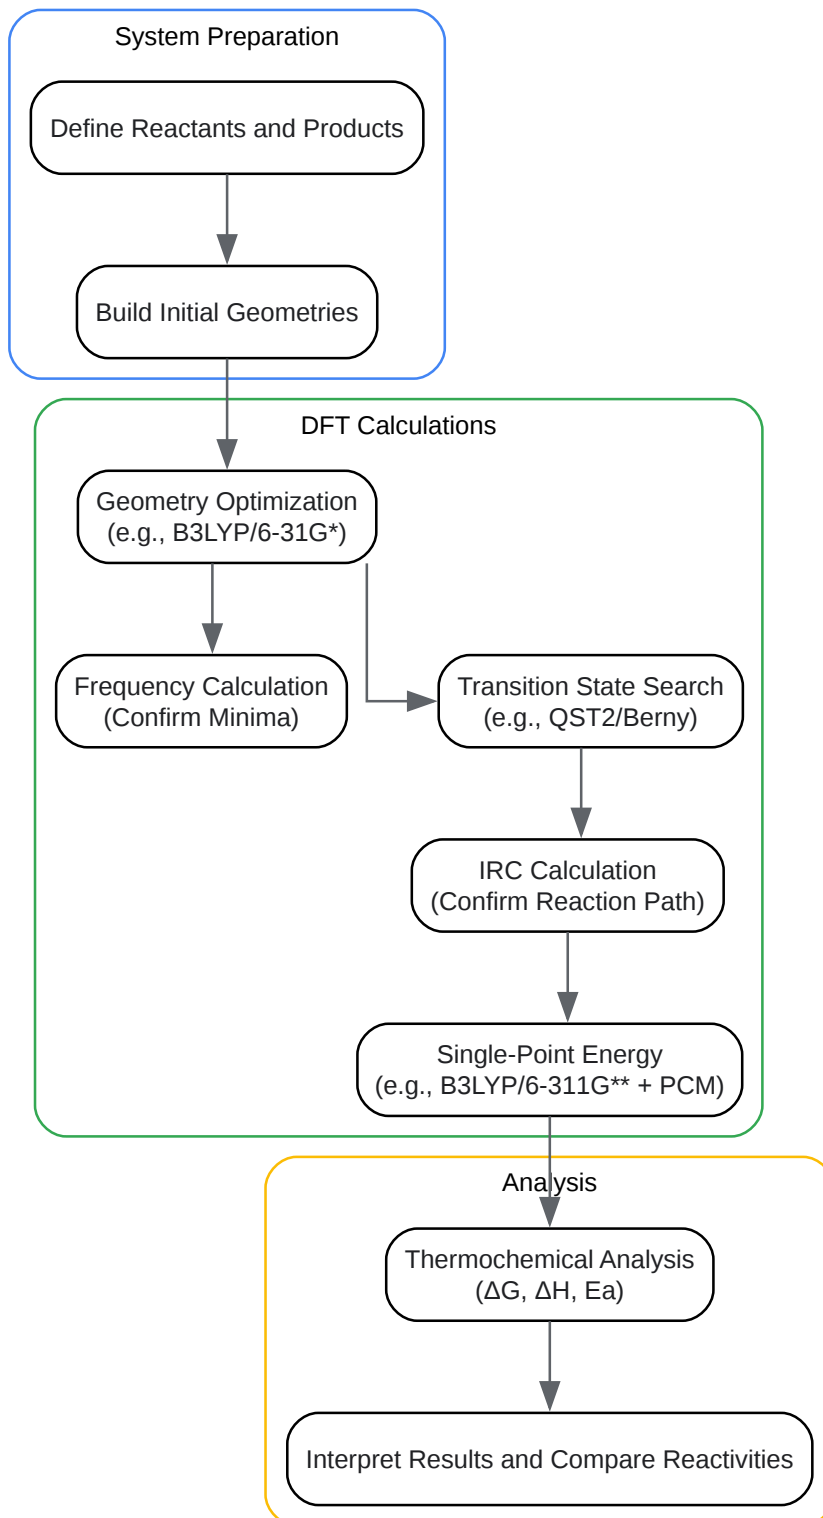 System Preparation
Define Reactants and Products
Build Initial Geometries
DFT Calculations
Geometry Optimization
(e.g., B3LYP/6-31G*)
Frequency Calculation
(Confirm Minima)
Transition State Search
(e.g., QST2/Berny)
IRC Calculation
(Confirm Reaction Path)
Single-Point Energy
(e.g., B3LYP/6-311G** + PCM)
Analysis
Thermochemical Analysis
(ΔG, ΔH, Ea)
Interpret Results and Compare Reactivities